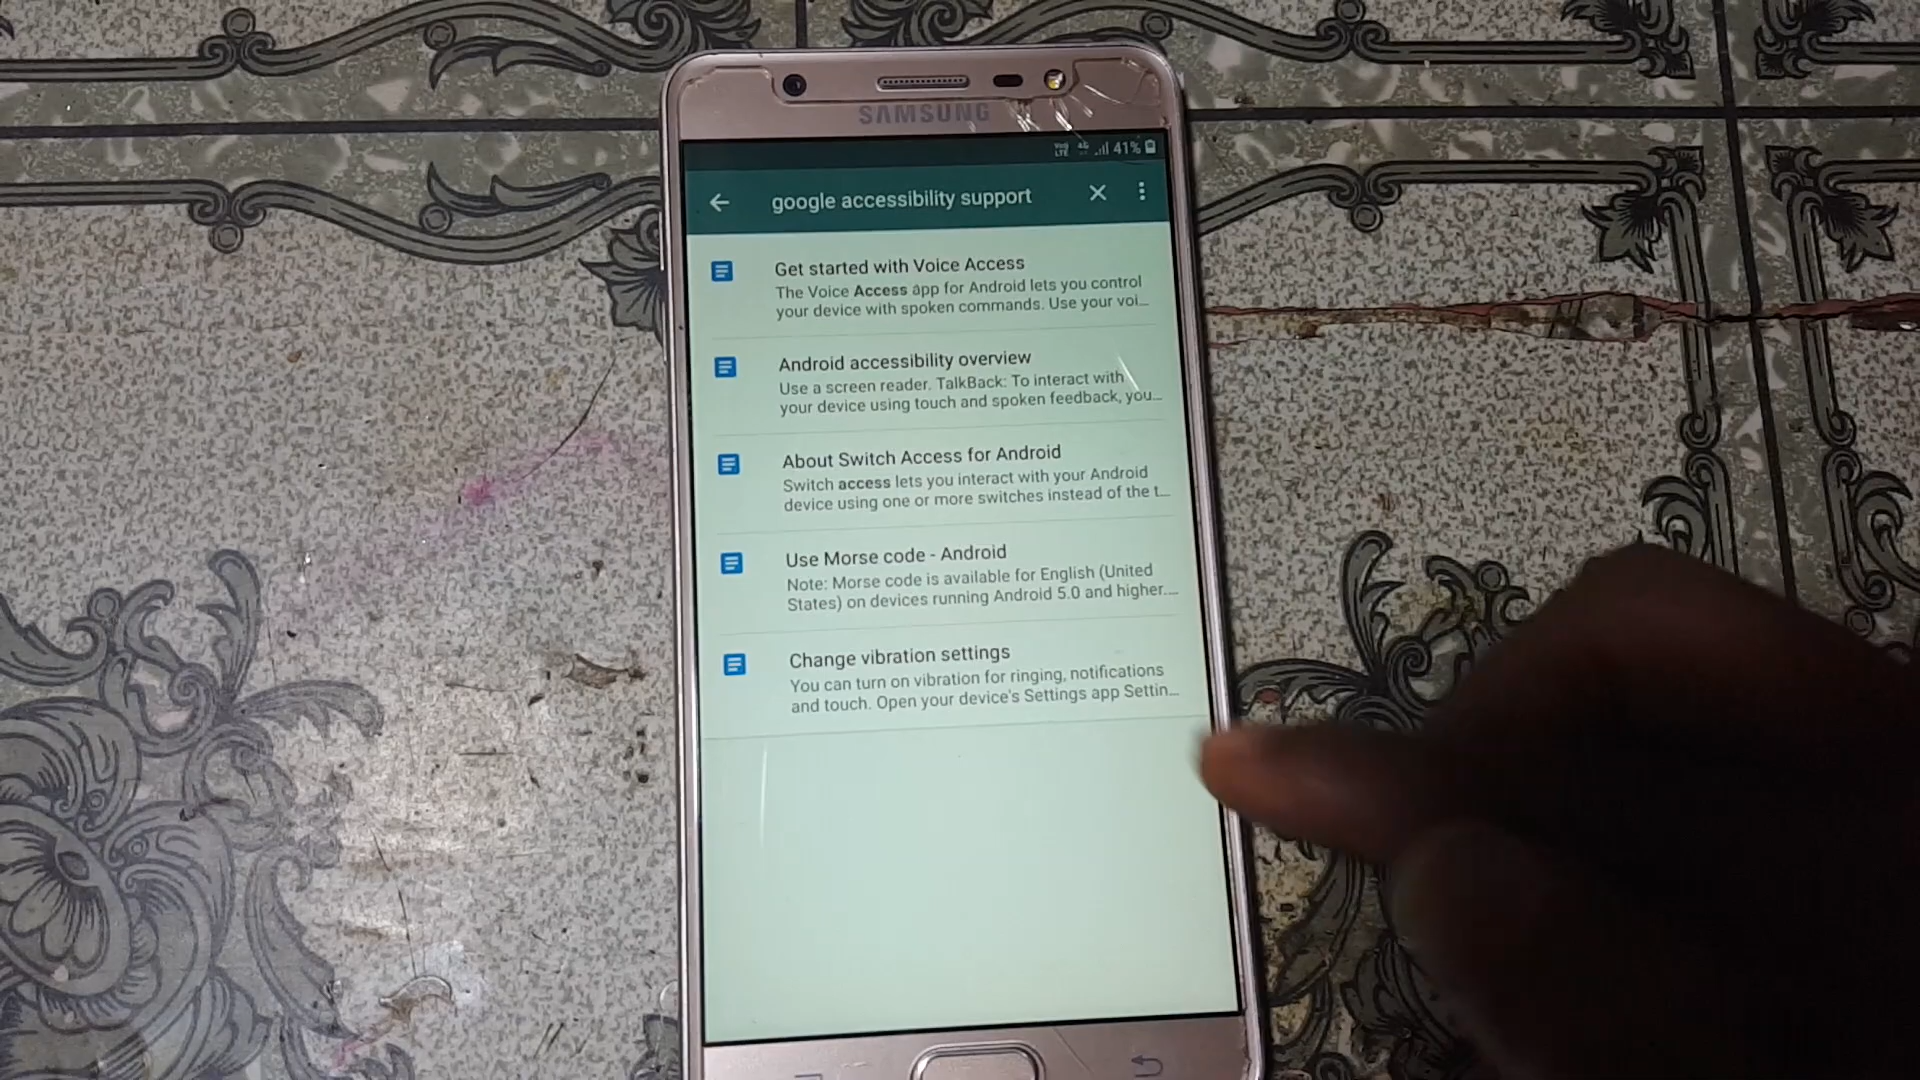 SAMSUNG
Vo) LTE 4G 41%
google accessibility support
Get started with Voice Access
The Voice Access app for Android lets you control
your device with spoken commands. Use your voi...
Android accessibility overview
Use a screen reader. TalkBack: To interact with
your device using touch and spoken feedback, you...
About Switch Access for Android
Switch access lets you interact with your Android
device using one or more switches instead of the t...
Use Morse code - Android
Note: Morse code is available for English (United
States) on devices running Android 5.0 and higher....
Change vibration settings
You can turn on vibration for ringing, notifications
and touch. Open your device's Settings app Settin...